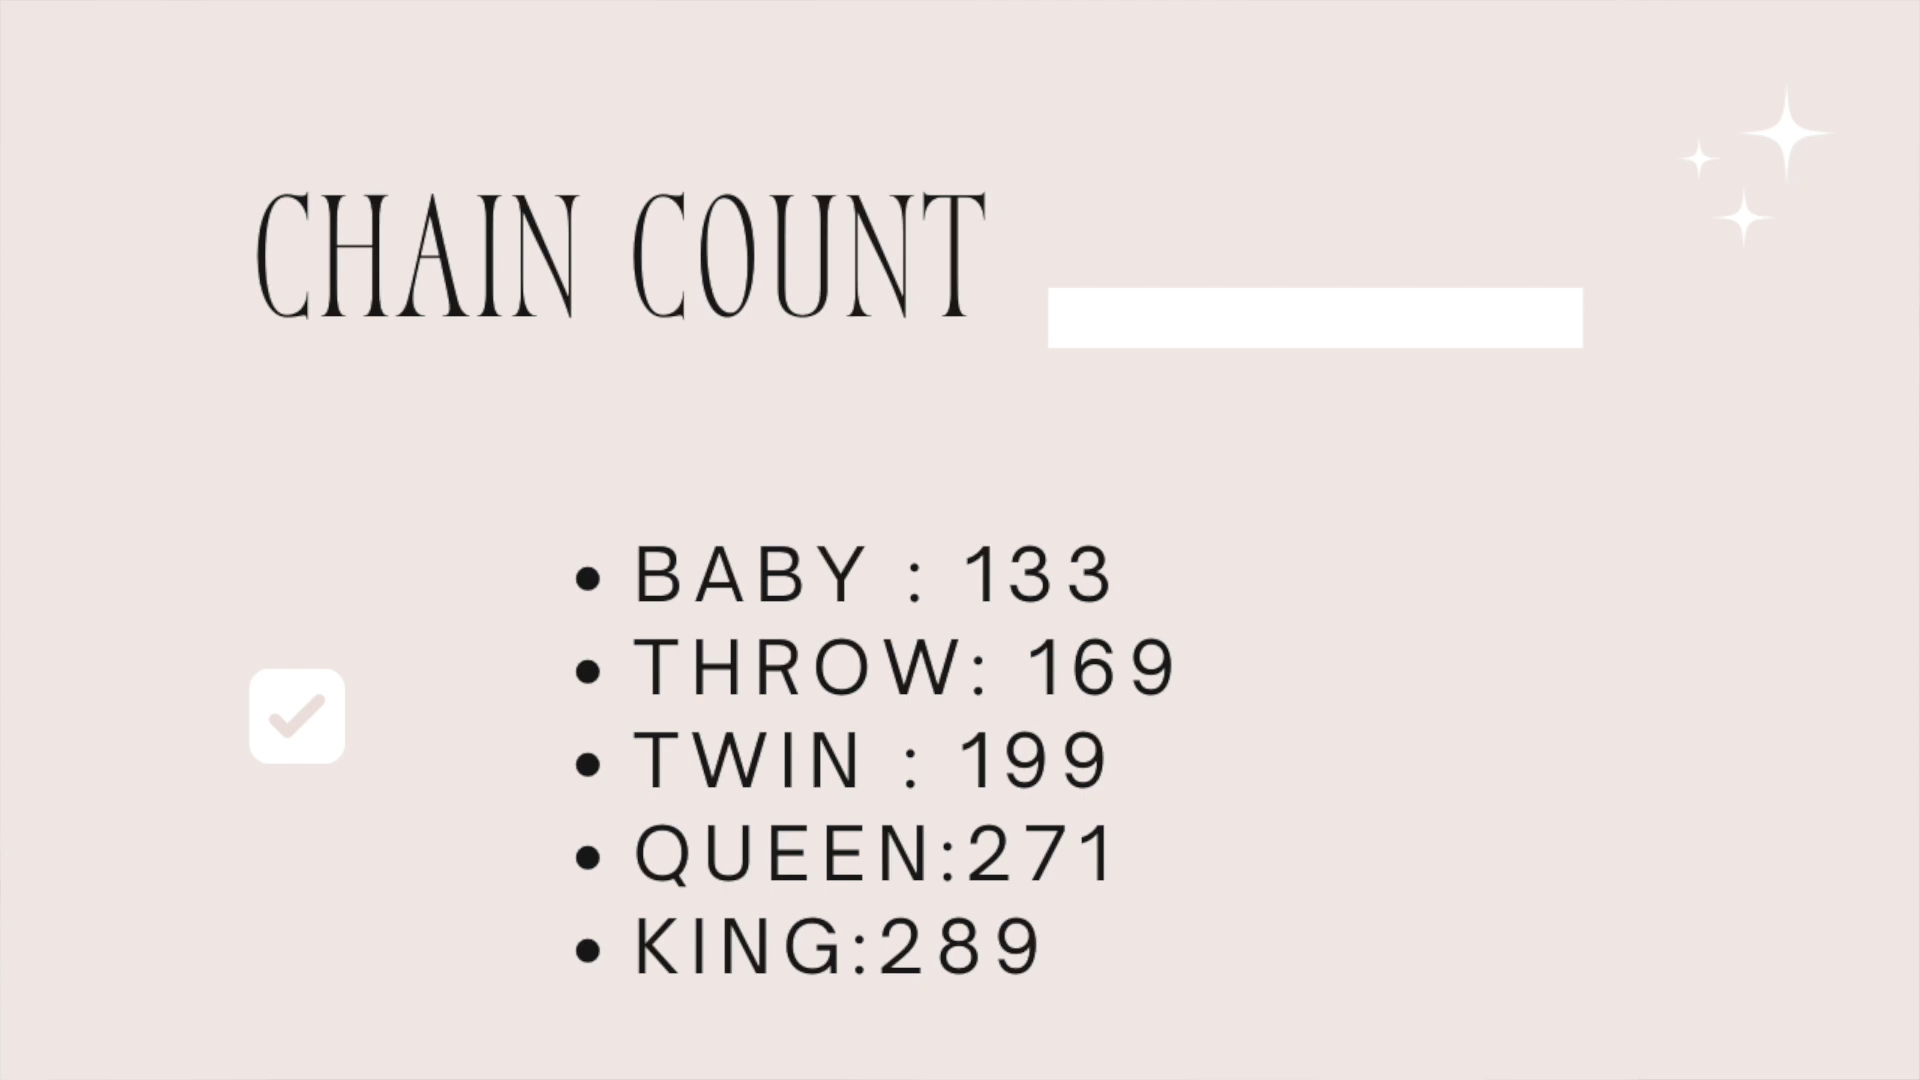 CHAIN COUNT
• BABY : 133
• THROW: 169
• TWIN : 199
• QUEEN:271
• KING:289